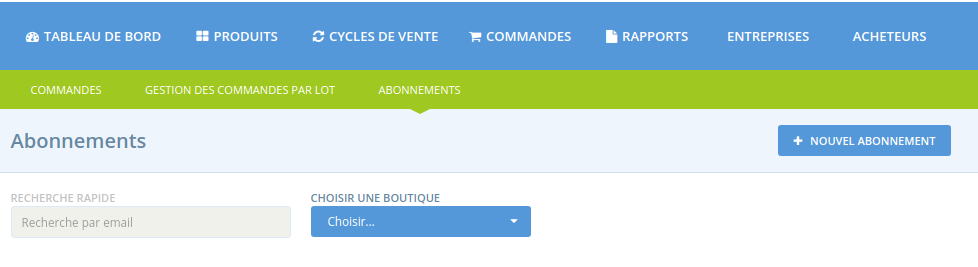 TABLEAU DE BORD PRODUITS CYCLES DE VENTE COMMANDES RAPPORTS ENTREPRISES ACHETEURS
COMMANDES GESTION DES COMMANDES PAR LOT ABONNEMENTS
Abonnements + NOUVEL ABONNEMENT
RECHERCHE RAPIDE CHOISIR UNE BOUTIQUE
Recherche par email Choisir...